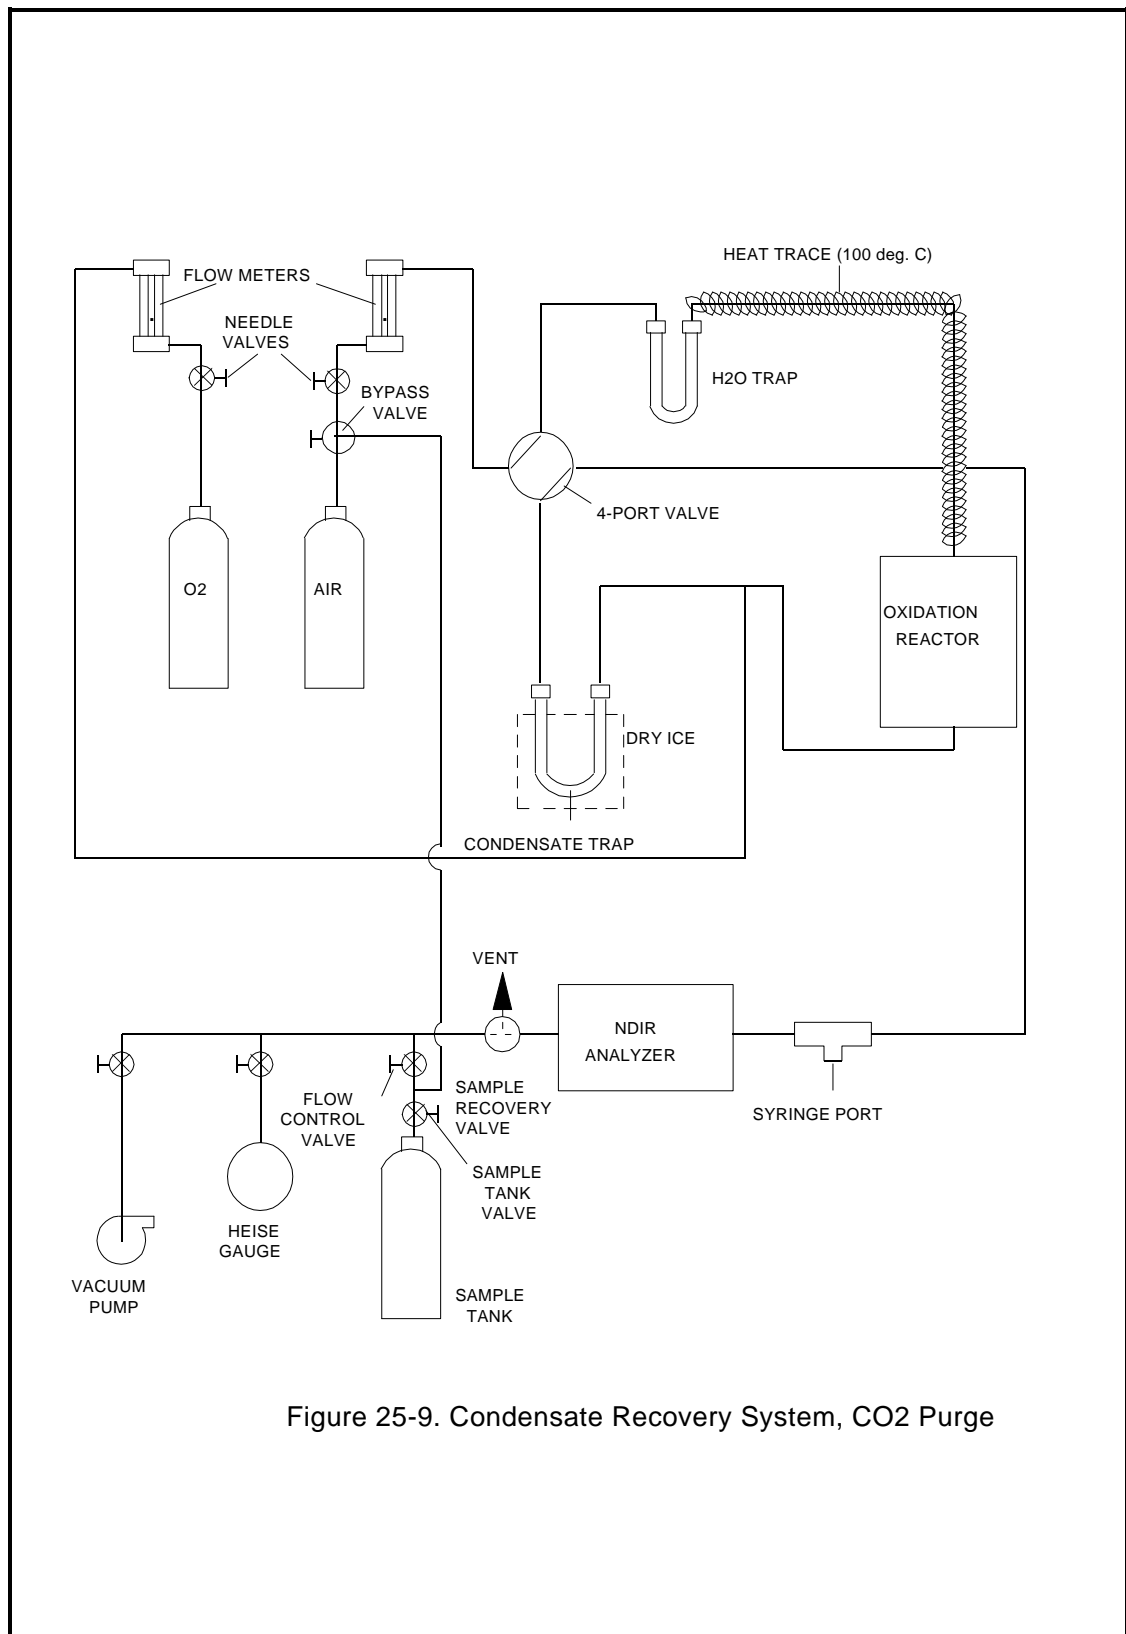 HEAT TRACE (100 deg. C)
FLOW METERS
NEEDLE
VALVES
BYPASS
VALVE
H2O TRAP
4-PORT VALVE
O2
AIR
OXIDATION
REACTOR
DRY ICE
CONDENSATE TRAP
VENT
NDIR
ANALYZER
SYRINGE PORT
FLOW
CONTROL
VALVE
SAMPLE
RECOVERY
VALVE
SAMPLE
TANK
VALVE
HEISE
GAUGE
VACUUM
PUMP
SAMPLE
TANK
Figure 25-9. Condensate Recovery System, CO2 Purge